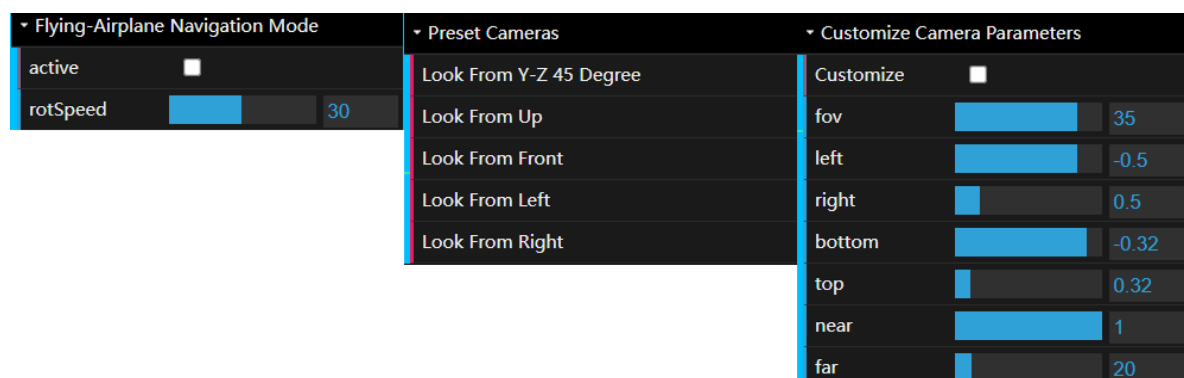 Flying-Airplane Navigation Mode
active
rotSpeed 30
Preset Cameras
Look From Y-Z 45 Degree
Look From Up
Look From Front
Look From Left
Look From Right
Customize Camera Parameters
Customize
fov 35
left -0.5
right 0.5
bottom -0.32
top 0.32
near 1
far 20